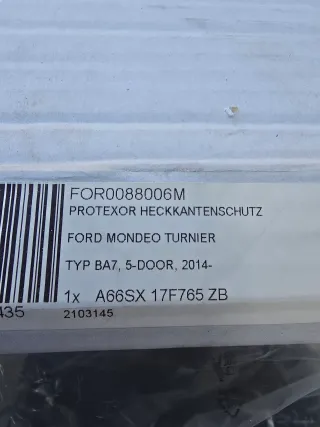 FOR0088006M
PROTEXOR HECKKANTENSCHUTZ
FORD MONDEO TURNIER
TYP BA7, 5-DOOR, 2014-
1x A66SX 17F765 ZB
435
2103145